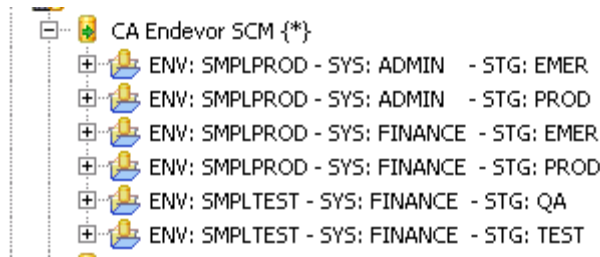 CA Endevor SCM {*}
ENV: SMPLPROD - SYS: ADMIN - STG: EMER
ENV: SMPLPROD - SYS: ADMIN - STG: PROD
ENV: SMPLPROD - SYS: FINANCE - STG: EMER
ENV: SMPLPROD - SYS: FINANCE - STG: PROD
ENV: SMPLTEST - SYS: FINANCE - STG: QA
ENV: SMPLTEST - SYS: FINANCE - STG: TEST